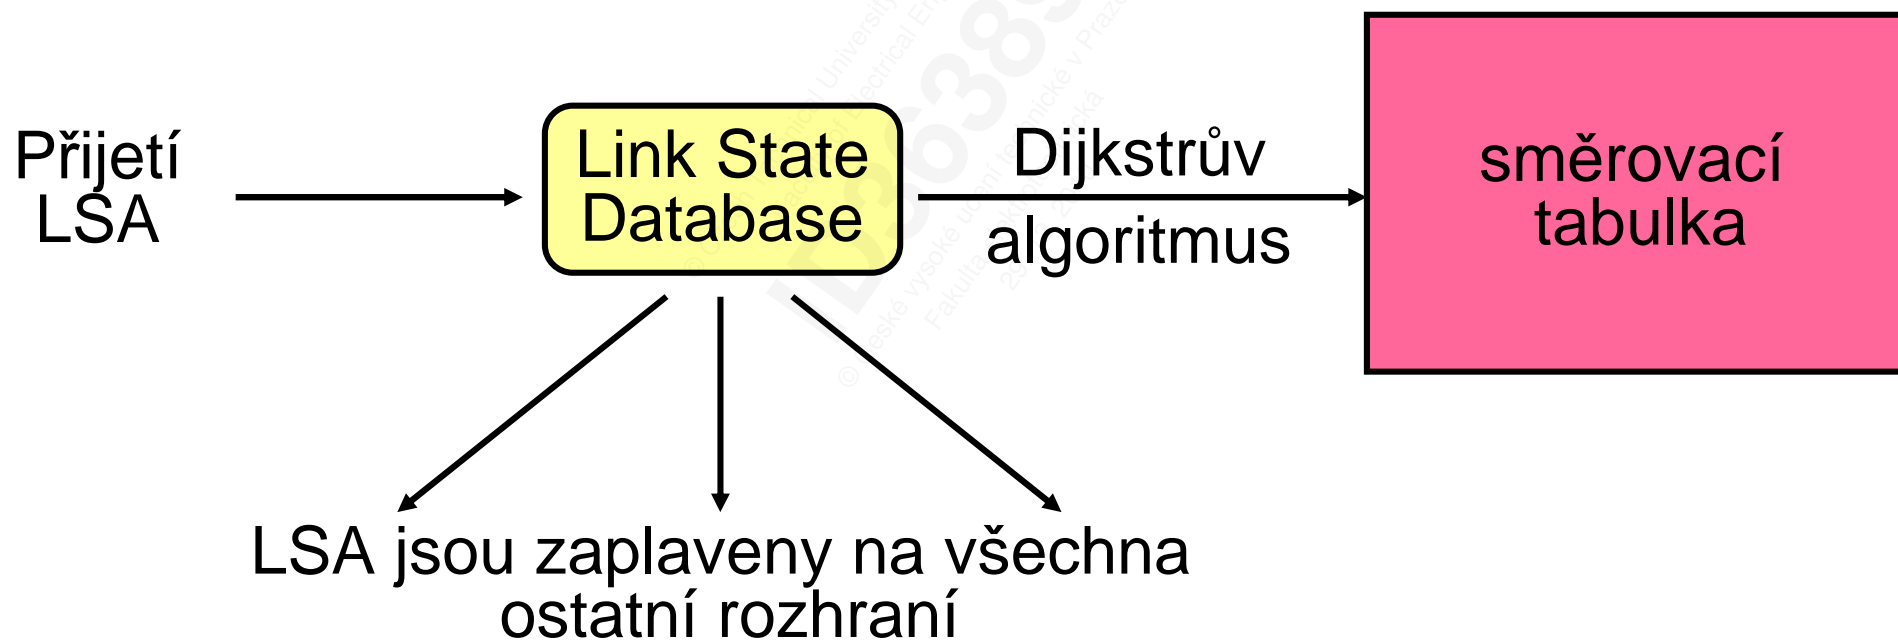 Přijetí
LSA
Link State
Database
Dijkstrův
algoritmus
směrovací
tabulka
LSA jsou zaplaveny na všechna
ostatní rozhraní